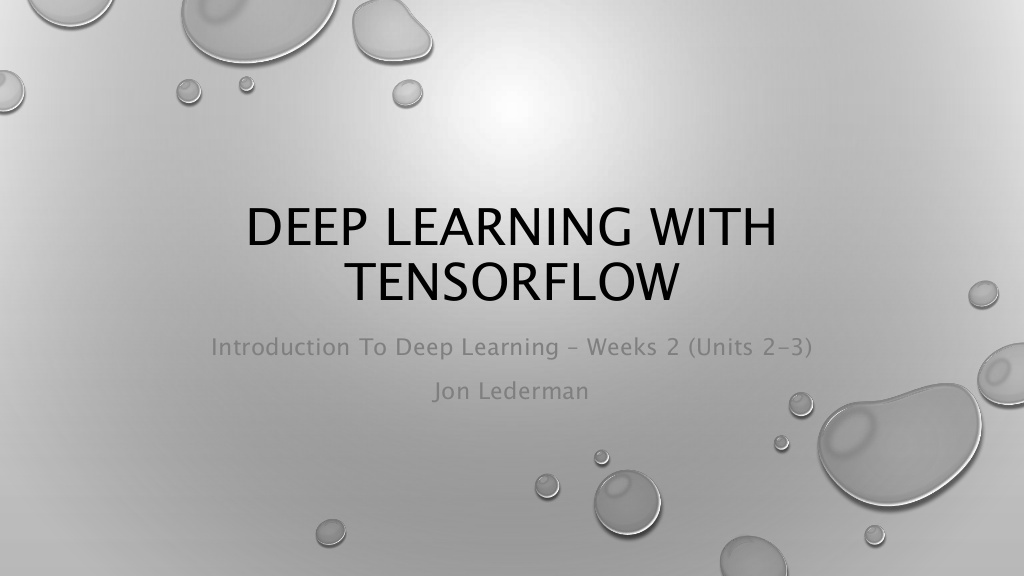 DEEP LEARNING WITH
TENSORFLOW
Introduction To Deep Learning – Weeks 2 (Units 2-3)
Jon Lederman